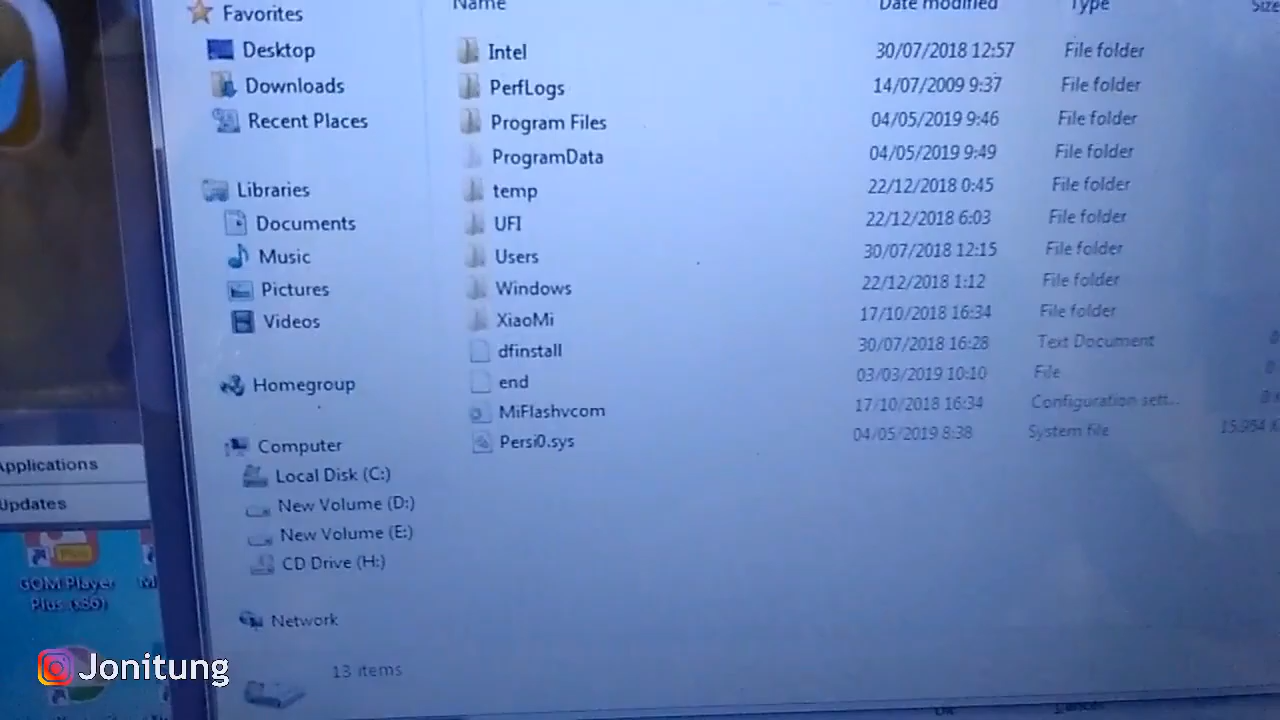 Name Date modified Type Size
Favorites
Desktop
Downloads
Recent Places
Libraries
Documents
Music
Pictures
Videos
Homegroup
Computer
Local Disk (C:)
New Volume (D:)
New Volume (E:)
CD Drive (H:)
Network
Intel 30/07/2018 12:57 File folder
PerfLogs 14/07/2009 9:37 File folder
Program Files 04/05/2019 9:46 File folder
ProgramData 04/05/2019 9:49 File folder
temp 22/12/2018 0:45 File folder
UFI 22/12/2018 6:03 File folder
Users 30/07/2018 12:15 File folder
Windows 22/12/2018 1:12 File folder
XiaoMi 17/10/2018 16:34 File folder
dfinstall 30/07/2018 16:28 Text Document
end 03/03/2019 10:10 File
MiFlashvcom 17/10/2018 16:34 Configuration sett...
Persi0.sys 04/05/2019 8:38 System file
13 items
Applications
Updates
GOM Player
Plus (x86)
Jonitung